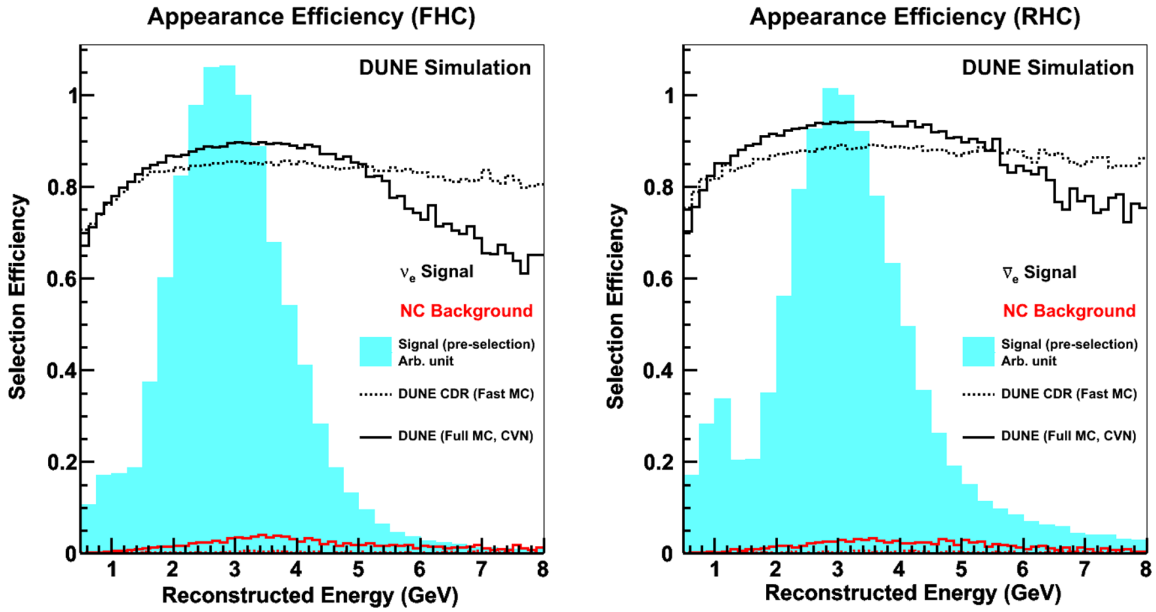 Appearance Efficiency (FHC)
DUNE Simulation
Selection Efficiency
1
0.8
0.6
0.4
0.2
0
νe Signal
NC Background
Signal (pre-selection)
Arb. unit
DUNE CDR (Fast MC)
DUNE (Full MC, CVN)
1 2 3 4 5 6 7 8
Reconstructed Energy (GeV)
Appearance Efficiency (RHC)
DUNE Simulation
Selection Efficiency
1
0.8
0.6
0.4
0.2
0
ν̅e Signal
NC Background
Signal (pre-selection)
Arb. unit
DUNE CDR (Fast MC)
DUNE (Full MC, CVN)
1 2 3 4 5 6 7 8
Reconstructed Energy (GeV)